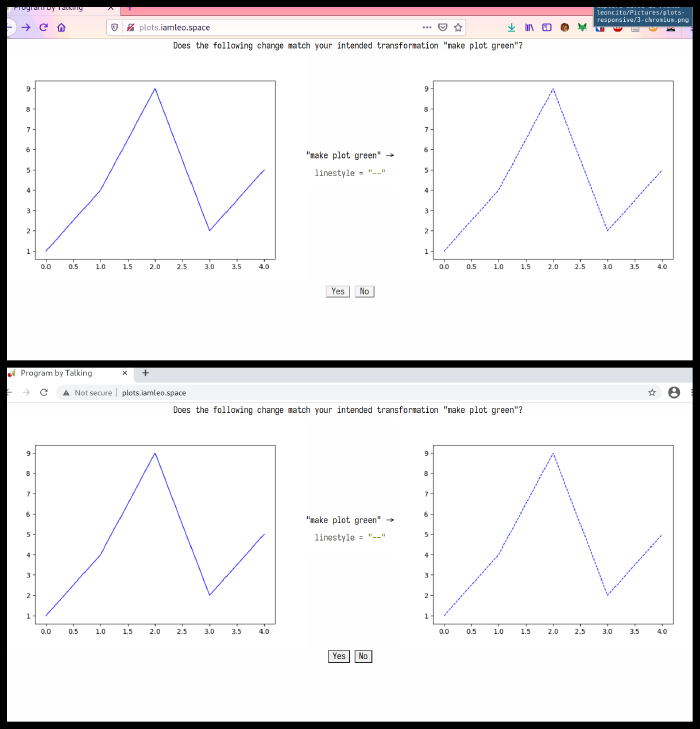 Program by Talking × +
leoncito/Pictures/plots-
responsive/3-chromium.png
plots.iamleo.space
Does the following change match your intended transformation "make plot green"?
9
8
7
6
5
4
3
2
1
0.0 0.5 1.0 1.5 2.0 2.5 3.0 3.5 4.0
"make plot green" →
linestyle = "--"
9
8
7
6
5
4
3
2
1
0.0 0.5 1.0 1.5 2.0 2.5 3.0 3.5 4.0
Yes No
Program by Talking × +
Not secure plots.iamleo.space
Does the following change match your intended transformation "make plot green"?
9
8
7
6
5
4
3
2
1
0.0 0.5 1.0 1.5 2.0 2.5 3.0 3.5 4.0
"make plot green" →
linestyle = "--"
9
8
7
6
5
4
3
2
1
0.0 0.5 1.0 1.5 2.0 2.5 3.0 3.5 4.0
Yes No